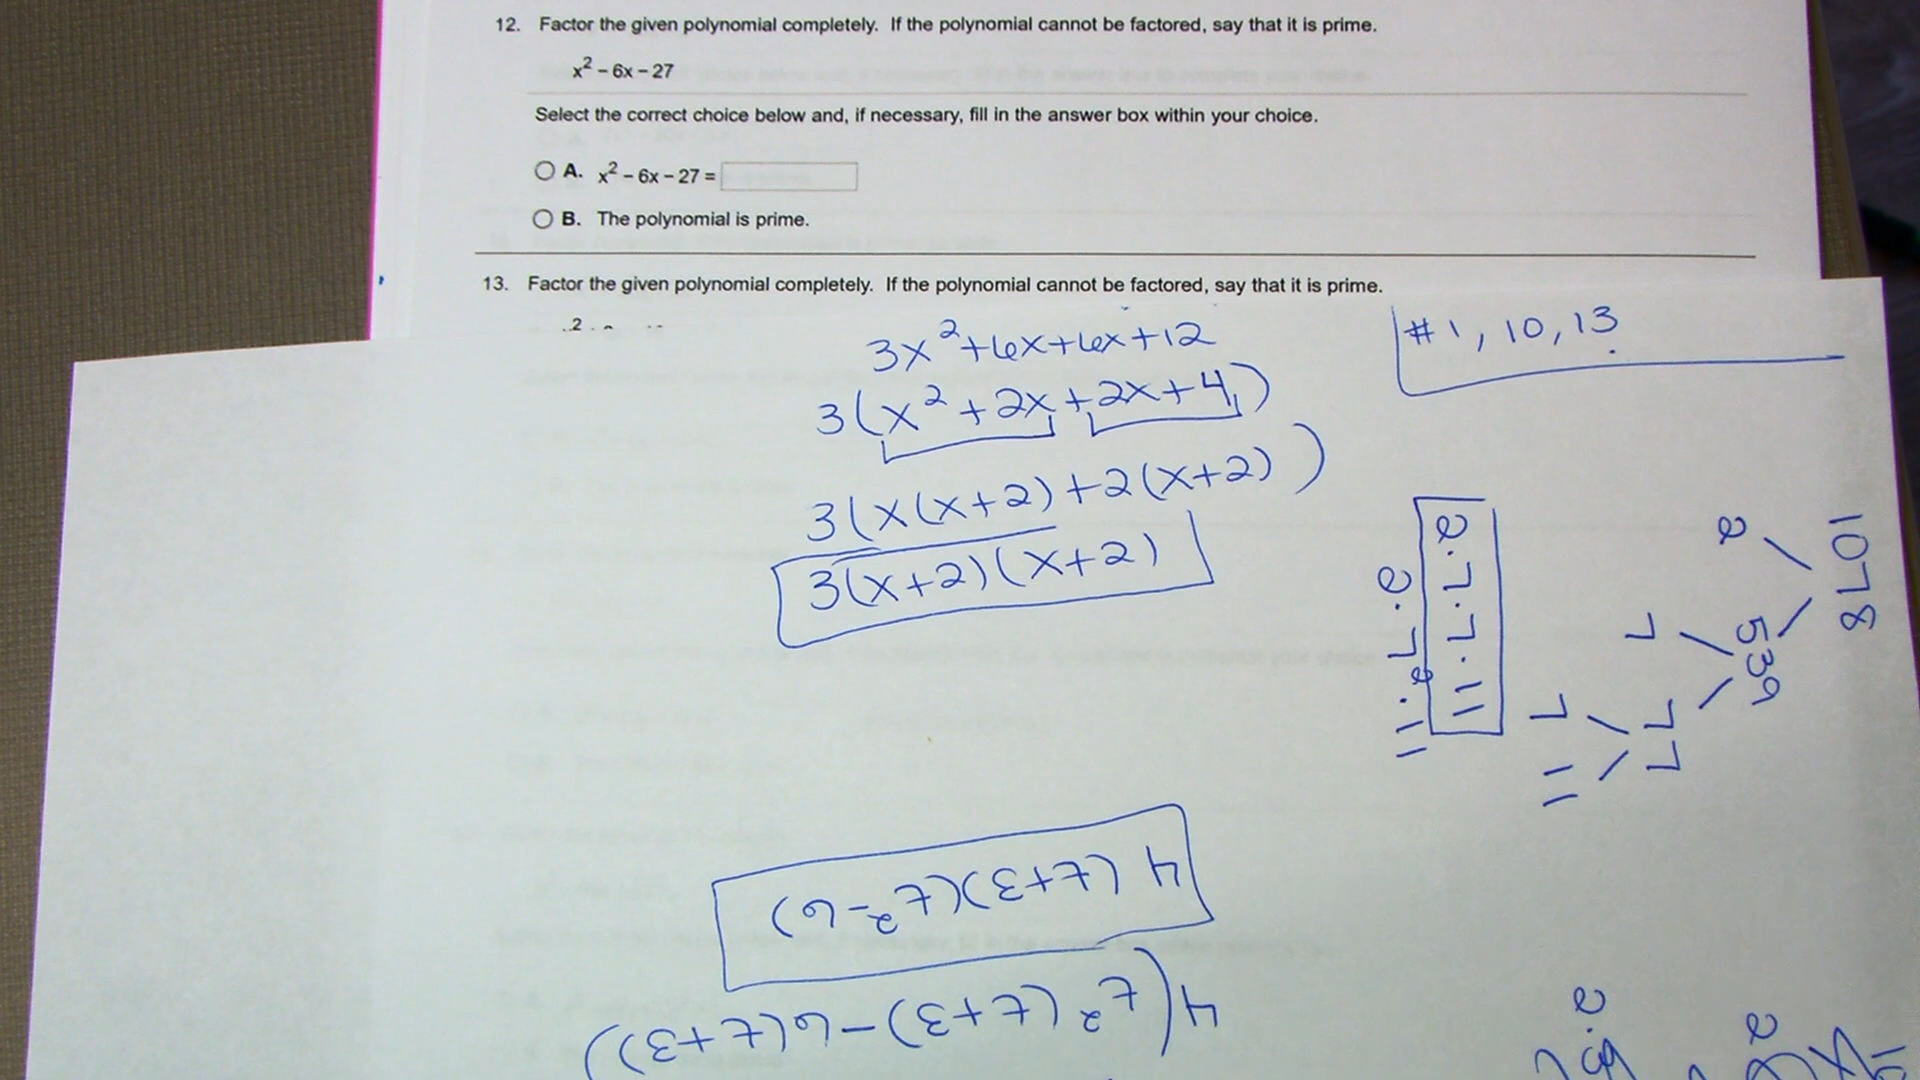 12. Factor the given polynomial completely. If the polynomial cannot be factored, say that it is prime.
x² – 6x – 27
Select the correct choice below and, if necessary, fill in the answer box within your choice.
A. x² – 6x – 27 =
B. The polynomial is prime.
13. Factor the given polynomial completely. If the polynomial cannot be factored, say that it is prime.
3x²+6x+6x+12
3(x²+2x+2x+4)
3(x(x+2)+2(x+2))
3(x+2)(x+2)
#1, 10, 13
1078
2 539
7 77
7 11
2·7·7·11
2·7²·11
4(t²(t+3)-6(t+3))
4(t+3)(t²-6)